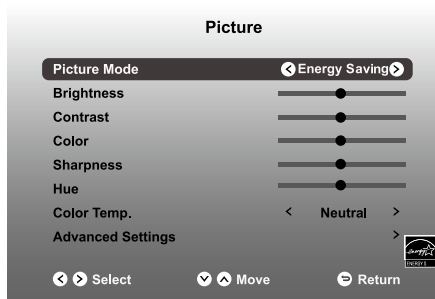 Picture
Picture Mode Energy Saving
Brightness
Contrast
Color
Sharpness
Hue
Color Temp. < Neutral >
Advanced Settings >
Select Move Return